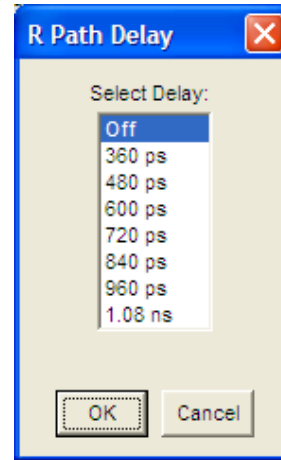 R Path Delay
Select Delay:
Off
360 ps
480 ps
600 ps
720 ps
840 ps
960 ps
1.08 ns
OK Cancel